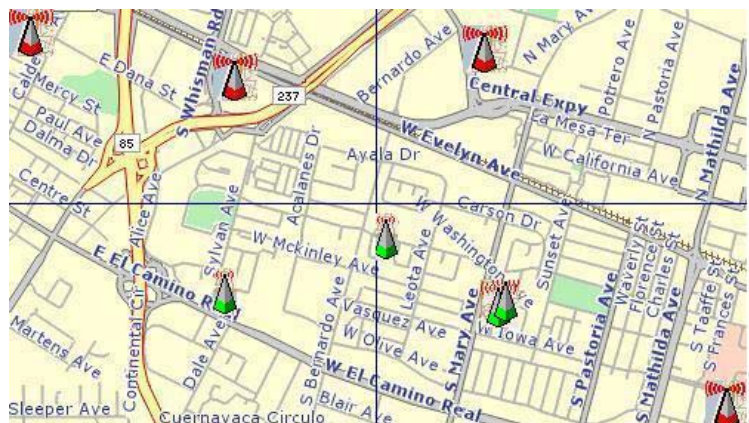 S Whisman Rd
Bernardo Ave
N Mary Ave
Potrero Ave
N Pastoria Ave
E Dana St
Mercy St
237
Central Expy
N Mathilda Ave
Paul Ave
Dalma Dr
85
La Mesa Ter
W Evelyn Ave
W California Ave
Acalanes Dr
Ayala Dr
Centre St
Alice Ave
Sylvan Ave
Carson Dr
W Washington Ave
Sunset Ave
W McKinley Ave
E El Camino Real
Leota Ave
Waverly St
Florence St
Charles St
S Taaffe St
S Frances St
Continental Cir
Vasquez Ave
W Iowa Ave
Martens Ave
Dale Ave
S Bernardo Ave
W Olive Ave
S Mary Ave
S Pastoria Ave
S Mathilda Ave
W El Camino Real
Sleeper Ave
Cuernavaca Circulo
Blair Ave